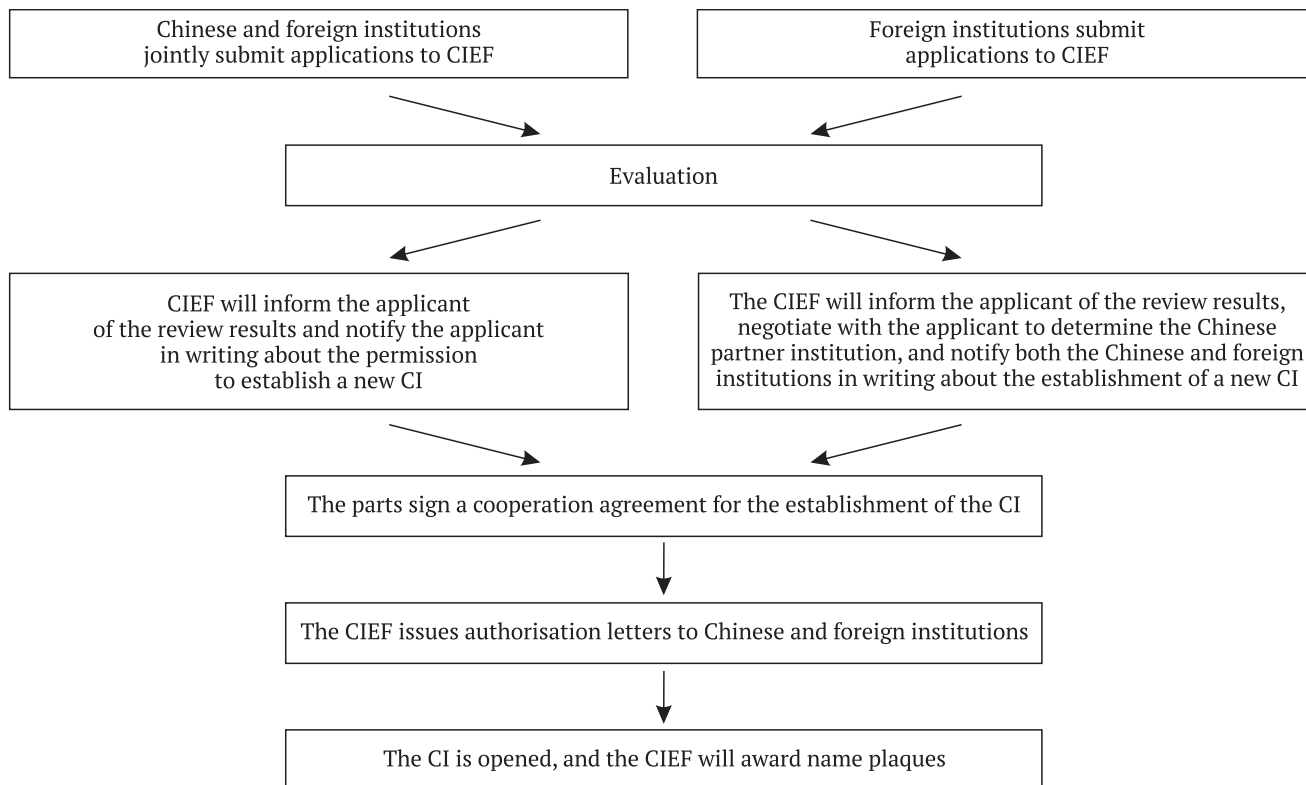 Chinese and foreign institutions
jointly submit applications to CIEF
Foreign institutions submit
applications to CIEF
Evaluation
CIEF will inform the applicant
of the review results and notify the applicant
in writing about the permission
to establish a new CI
The CIEF will inform the applicant of the review results,
negotiate with the applicant to determine the Chinese
partner institution, and notify both the Chinese and foreign
institutions in writing about the establishment of a new CI
The parts sign a cooperation agreement for the establishment of the CI
The CIEF issues authorisation letters to Chinese and foreign institutions
The CI is opened, and the CIEF will award name plaques